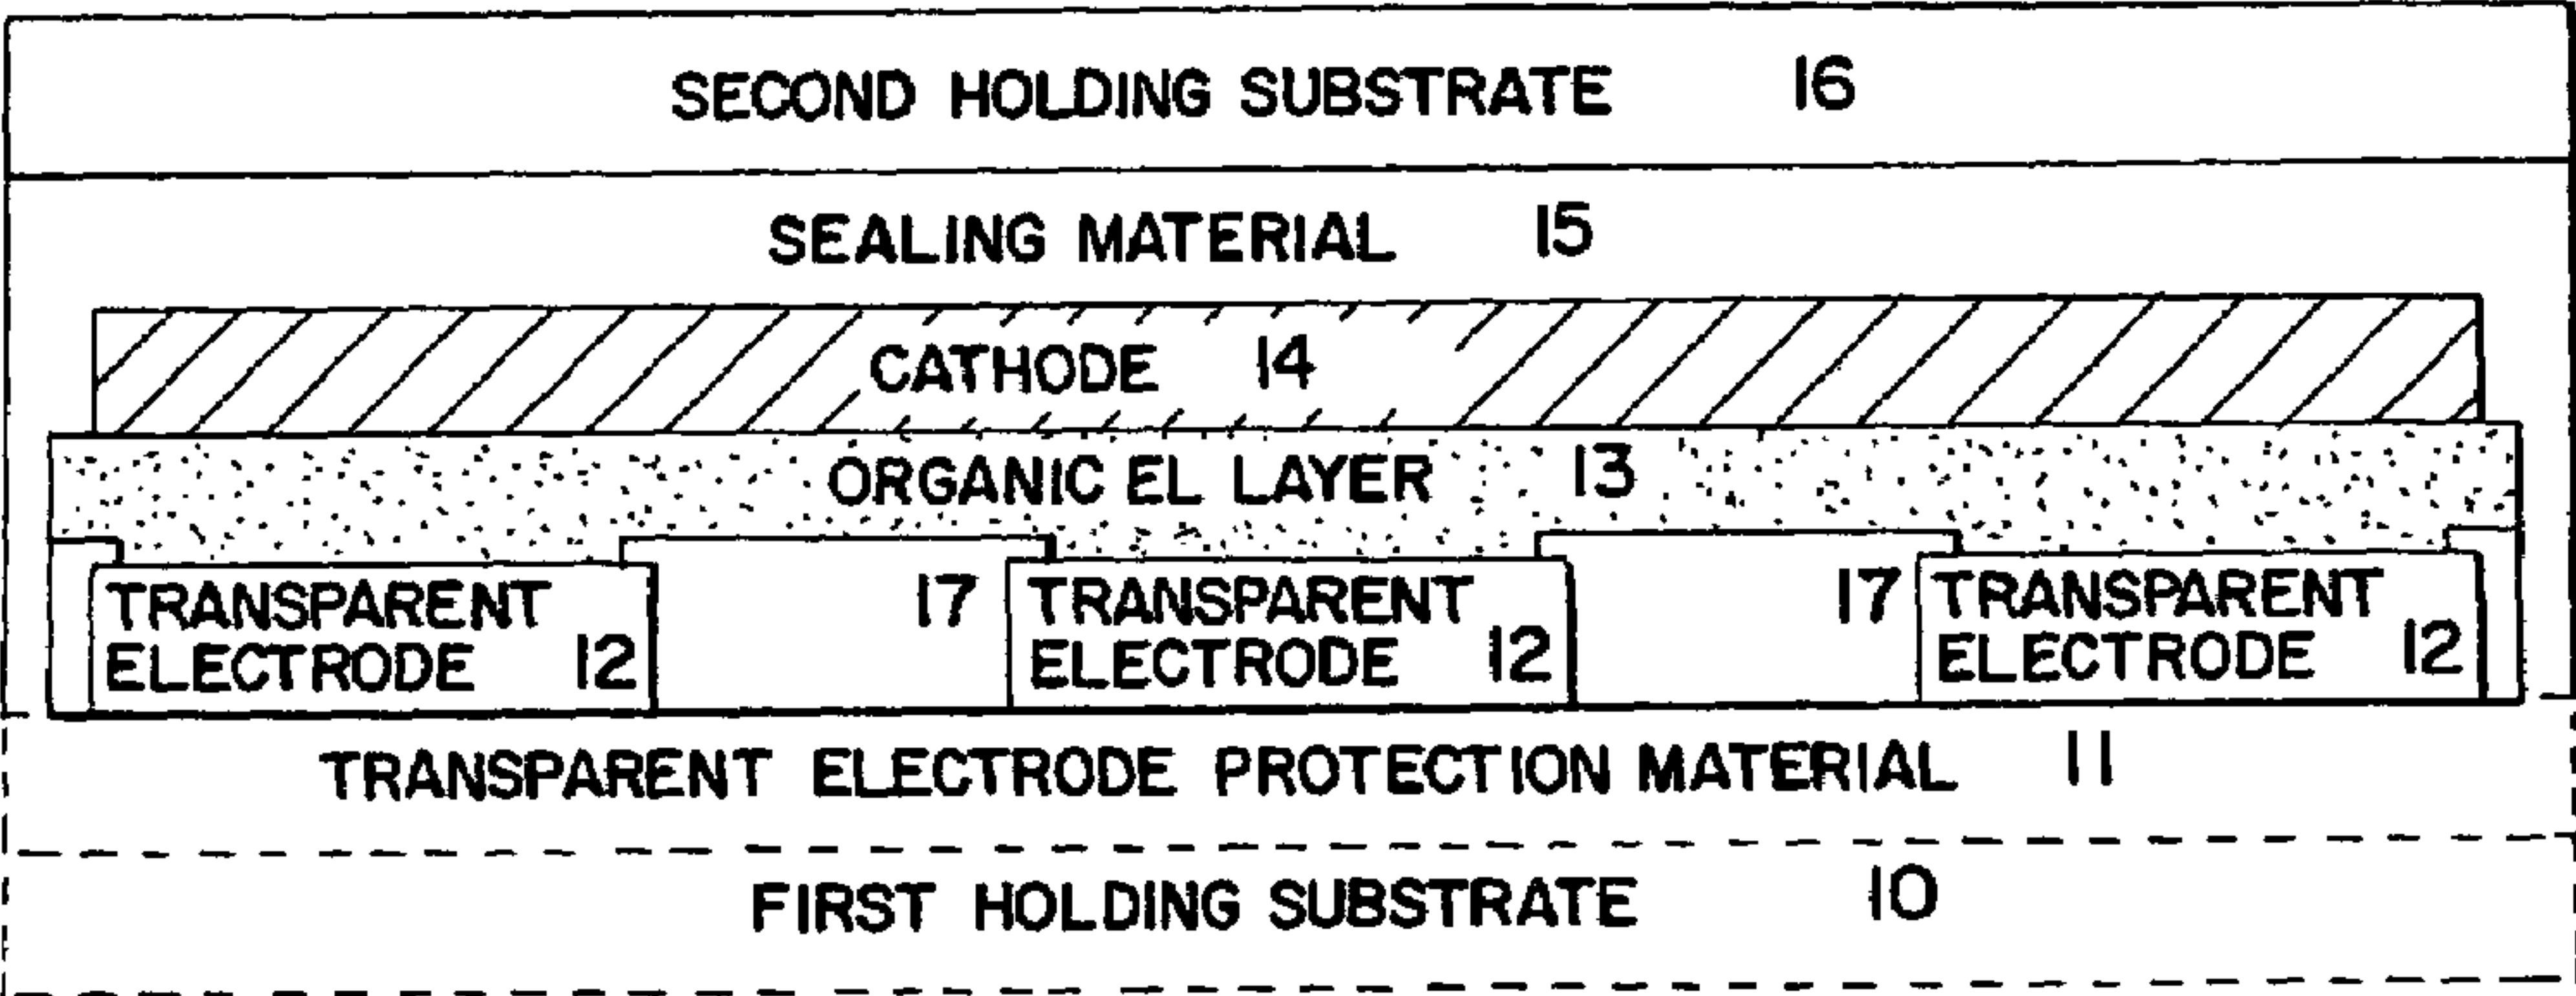 SECOND HOLDING SUBSTRATE 16
SEALING MATERIAL 15
CATHODE 14
ORGANIC EL LAYER 13
TRANSPARENT
ELECTRODE 12
17
TRANSPARENT
ELECTRODE 12
17
TRANSPARENT
ELECTRODE 12
TRANSPARENT ELECTRODE PROTECTION MATERIAL 11
FIRST HOLDING SUBSTRATE 10